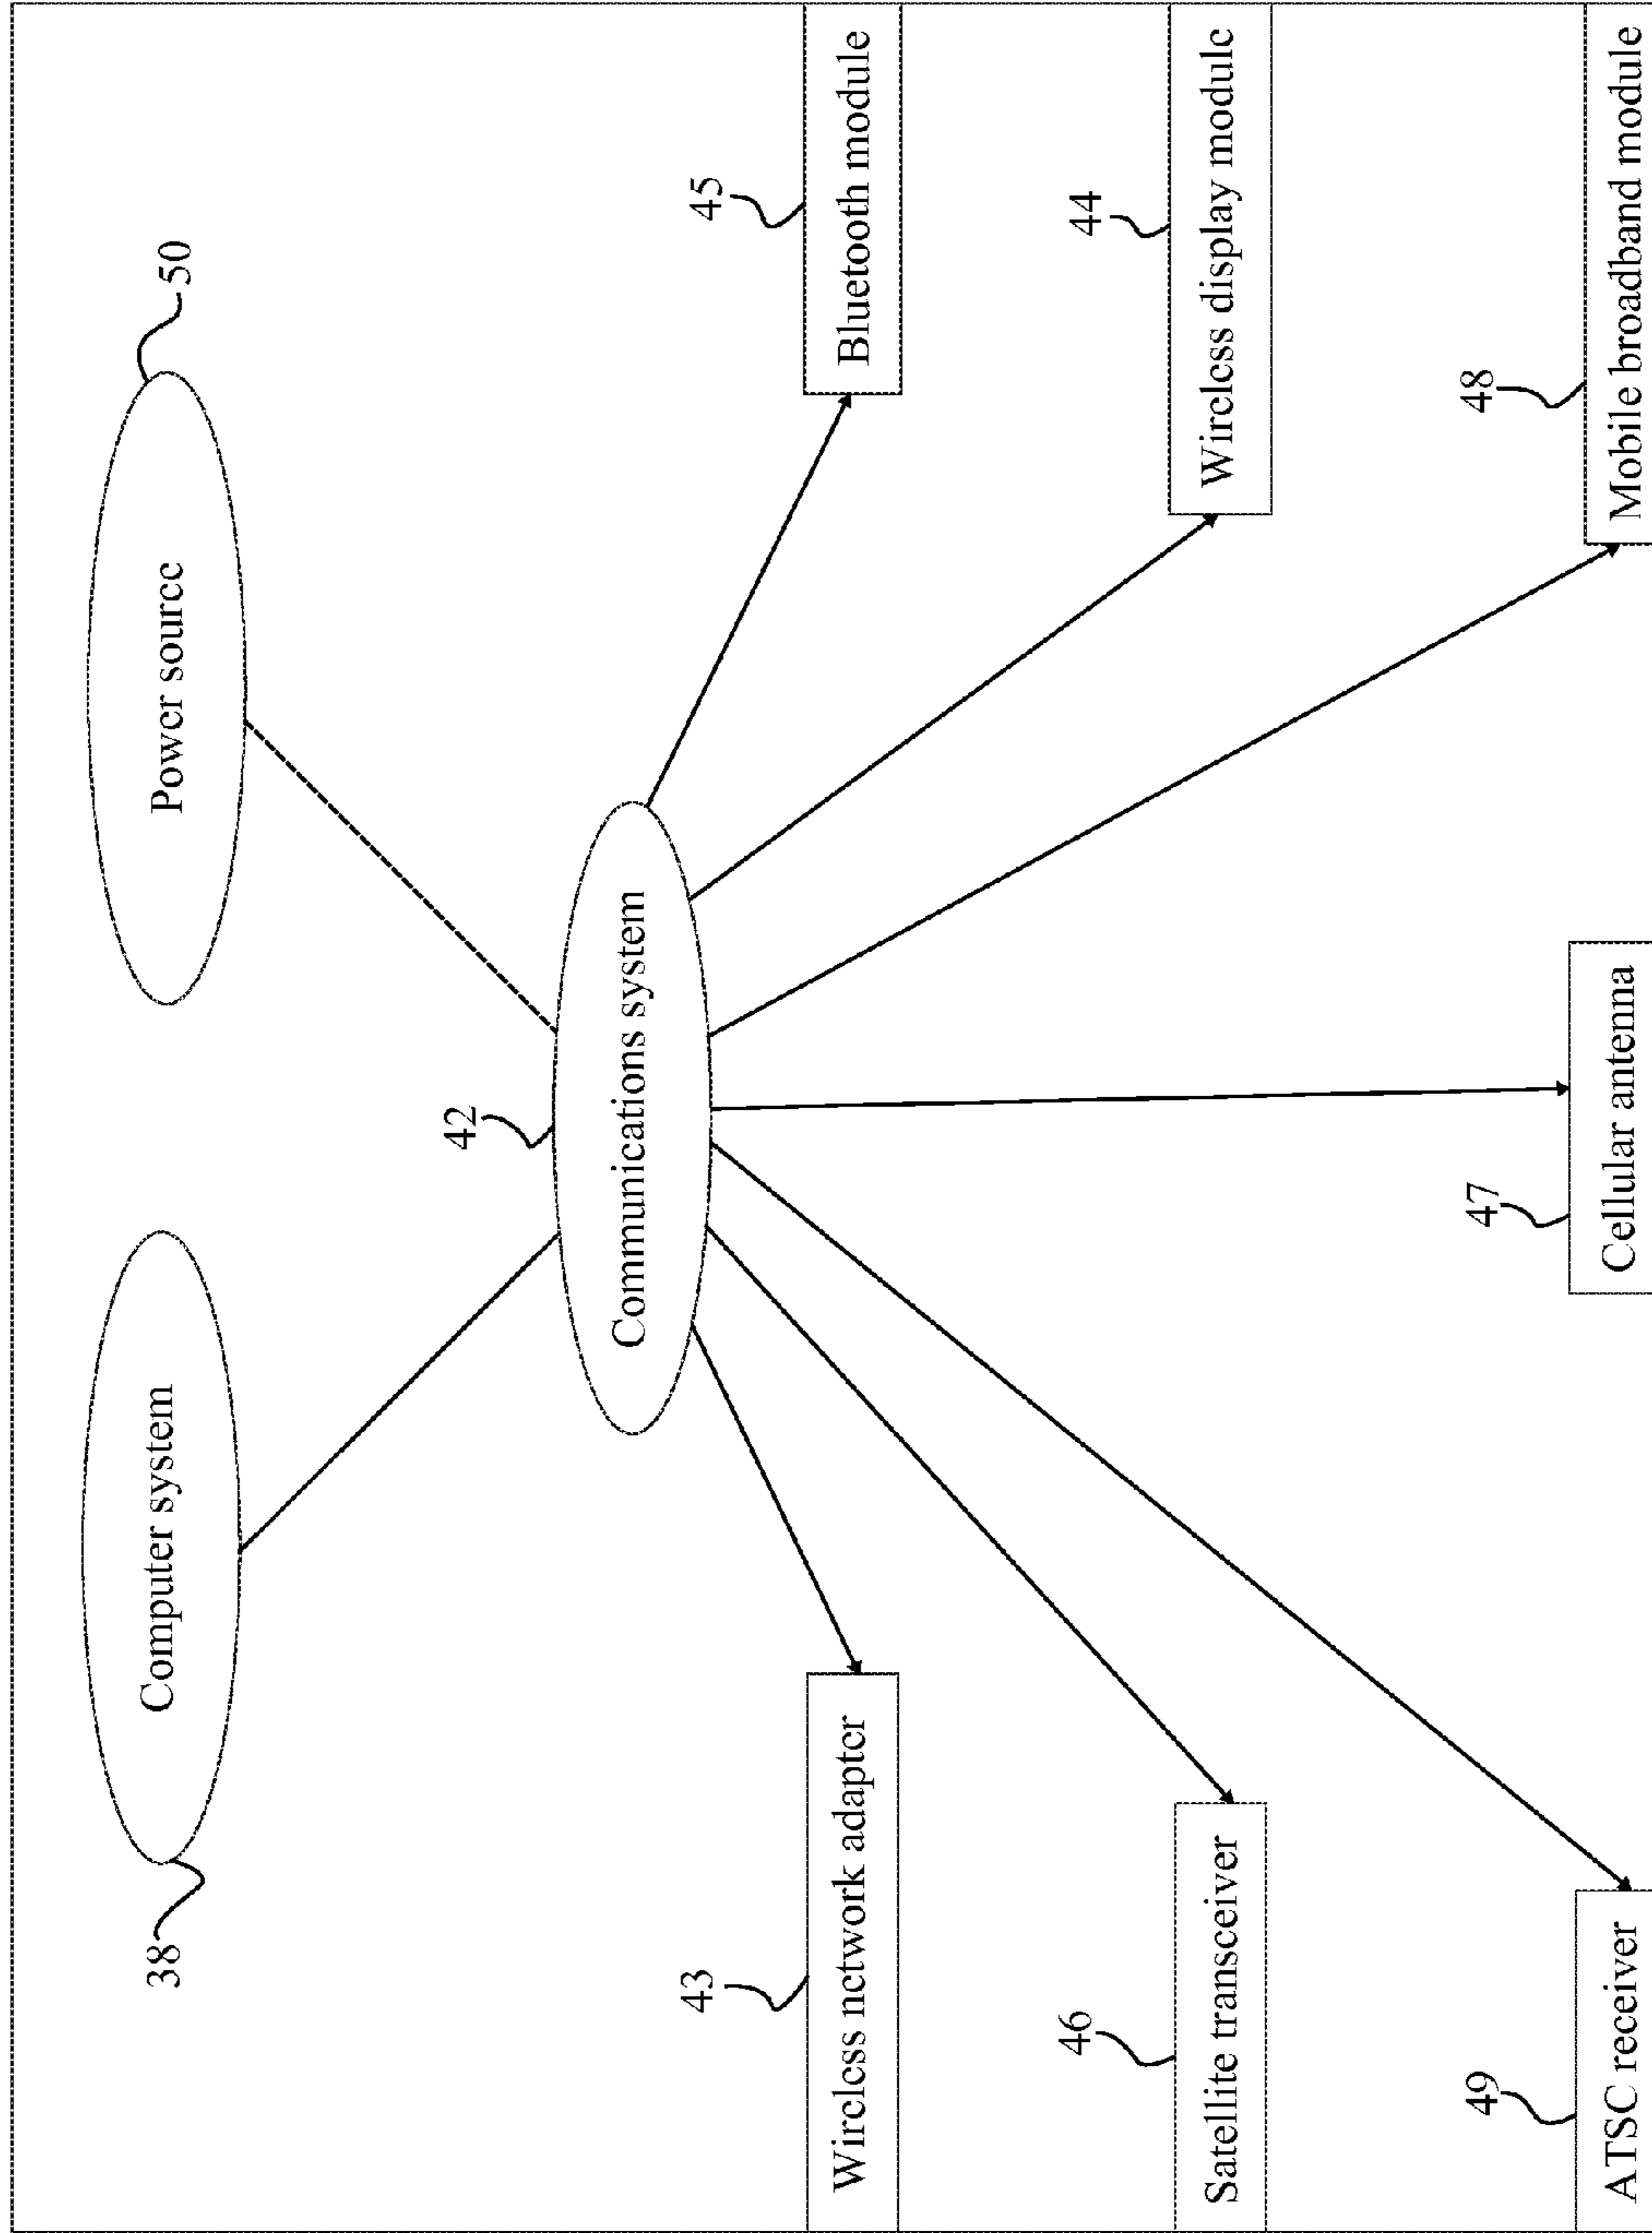 38
Computer system
Power source
50
42
Communications system
43
Wireless network adapter
45
Bluetooth module
46
Satellite transceiver
44
Wireless display module
49
ATSC receiver
47
Cellular antenna
48
Mobile broadband module